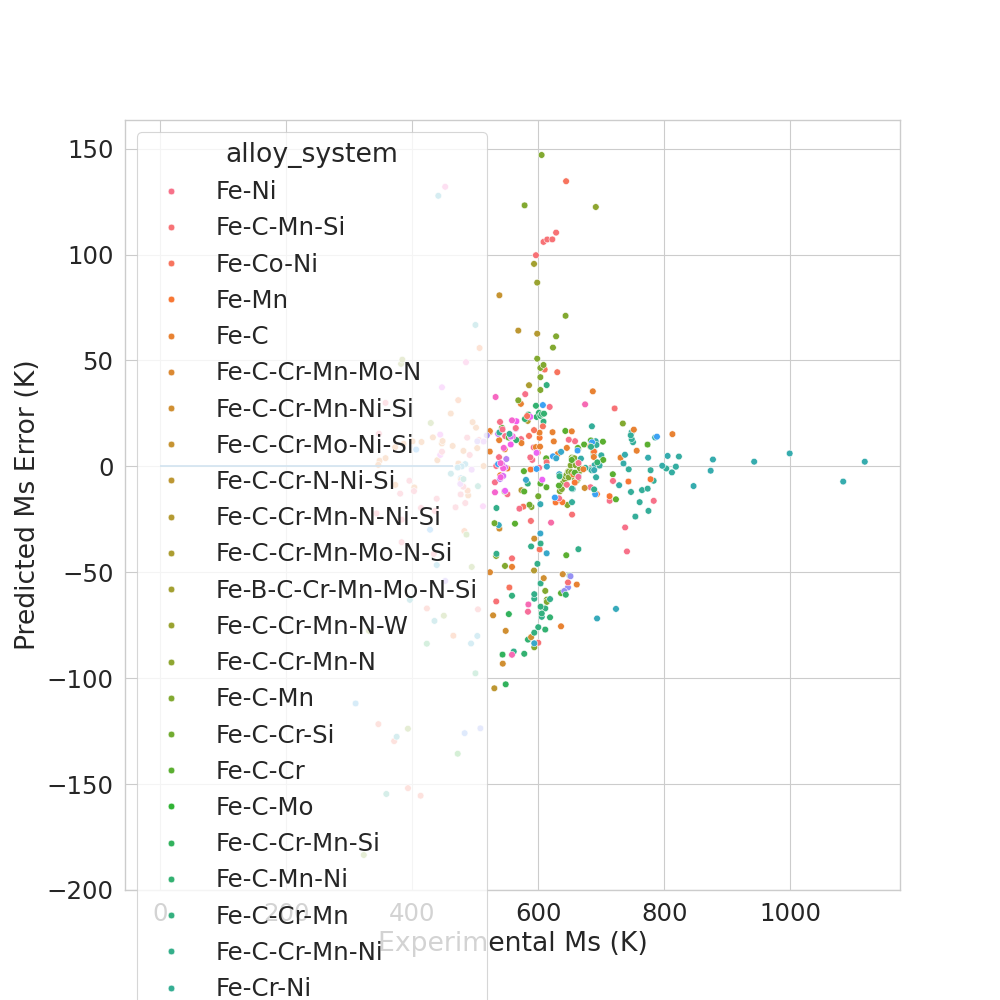 150
100
50
0
−50
−100
−150
−200
Predicted Ms Error (K)
alloy_system
Fe-Ni
Fe-C-Mn-Si
Fe-Co-Ni
Fe-Mn
Fe-C
Fe-C-Cr-Mn-Mo-N
Fe-C-Cr-Mn-Ni-Si
Fe-C-Cr-Mo-Ni-Si
Fe-C-Cr-N-Ni-Si
Fe-C-Cr-Mn-N-Ni-Si
Fe-C-Cr-Mn-Mo-N-Si
Fe-B-C-Cr-Mn-Mo-N-Si
Fe-C-Cr-Mn-N-W
Fe-C-Cr-Mn-N
Fe-C-Mn
Fe-C-Cr-Si
Fe-C-Cr
Fe-C-Mo
Fe-C-Cr-Mn-Si
Fe-C-Mn-Ni
Fe-C-Cr-Mn
Fe-C-Cr-Mn-Ni
Fe-Cr-Ni
0 200 400 600 800 1000
Experimental Ms (K)